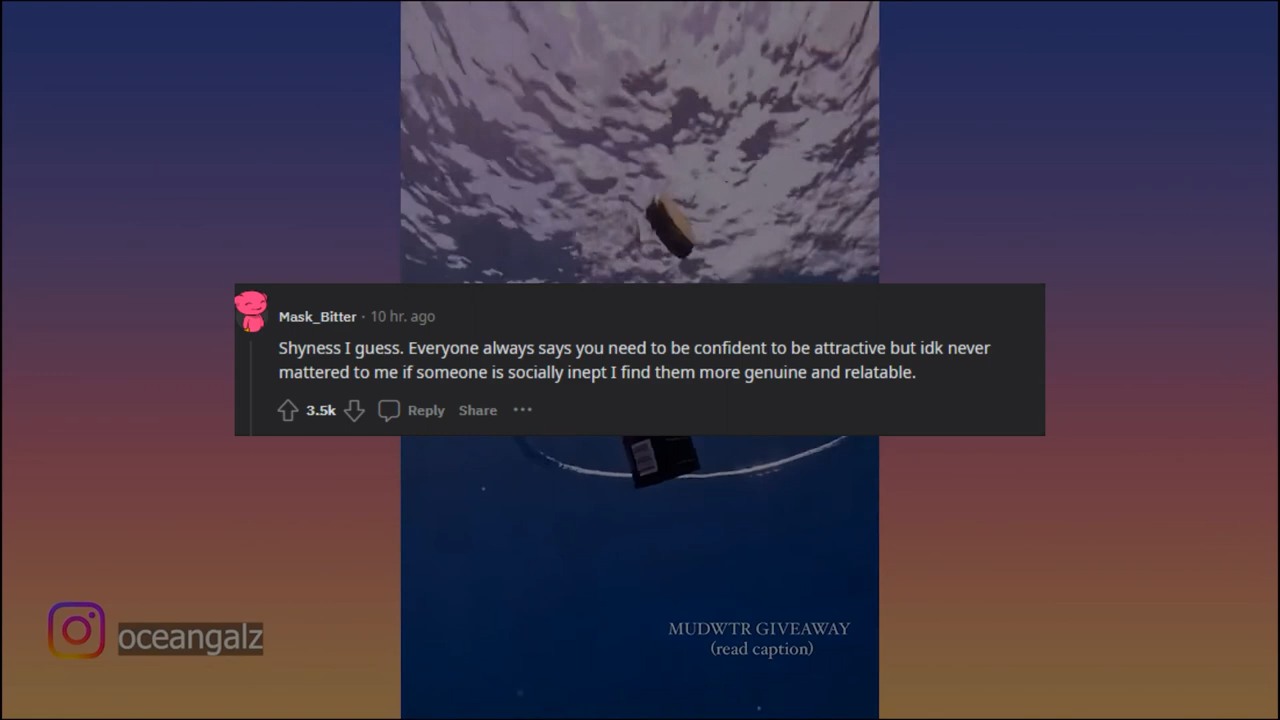 Mask_Bitter · 10 hr. ago
Shyness I guess. Everyone always says you need to be confident to be attractive but idk never
mattered to me if someone is socially inept I find them more genuine and relatable.
3.5k Reply Share ···
MUDWTR GIVEAWAY
(read caption)
oceangalz